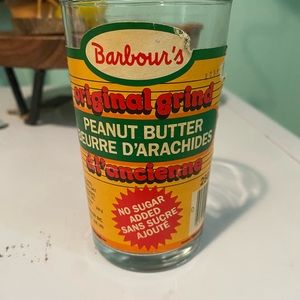 Barbour's
original grind
PEANUT BUTTER
BEURRE D'ARACHIDES
à l'ancienne
NO SUGAR
ADDED
SANS SUCRE
AJOUTÉ